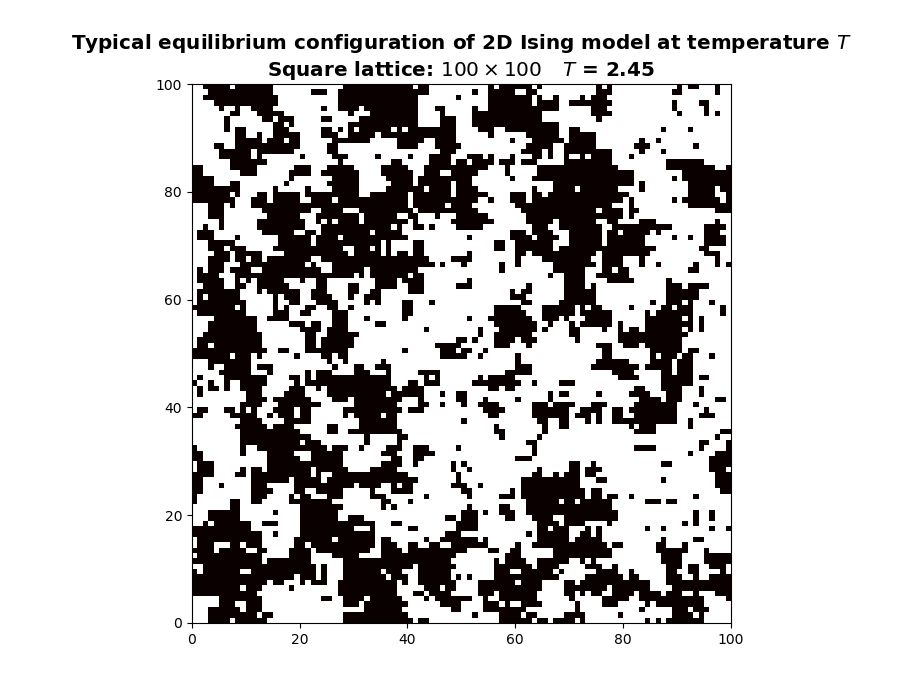 Typical equilibrium configuration of 2D Ising model at temperature T
Square lattice: 100 × 100 T = 2.45
100
80
60
40
20
0
0 20 40 60 80 100